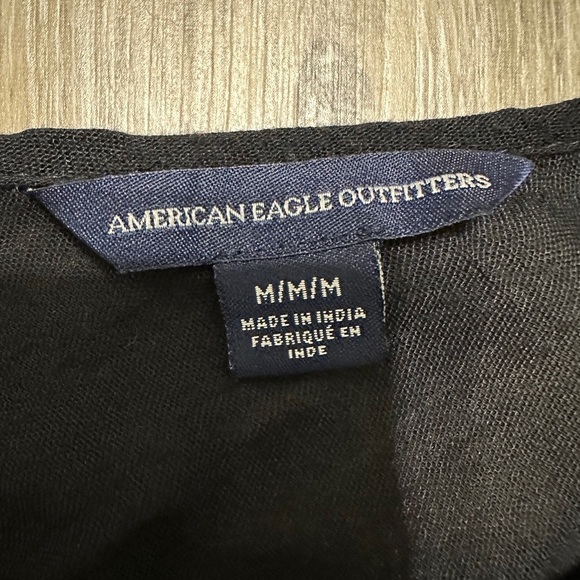 AMERICAN EAGLE OUTFITTERS
M/M/M
MADE IN INDIA
FABRIQUÉ EN
INDE